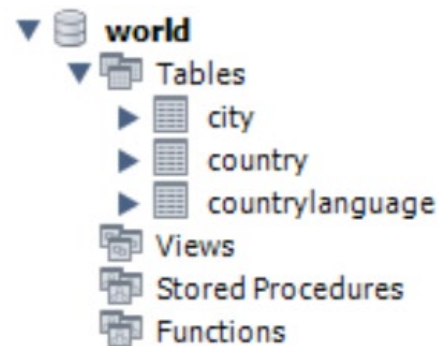 world
Tables
city
country
countrylanguage
Views
Stored Procedures
Functions